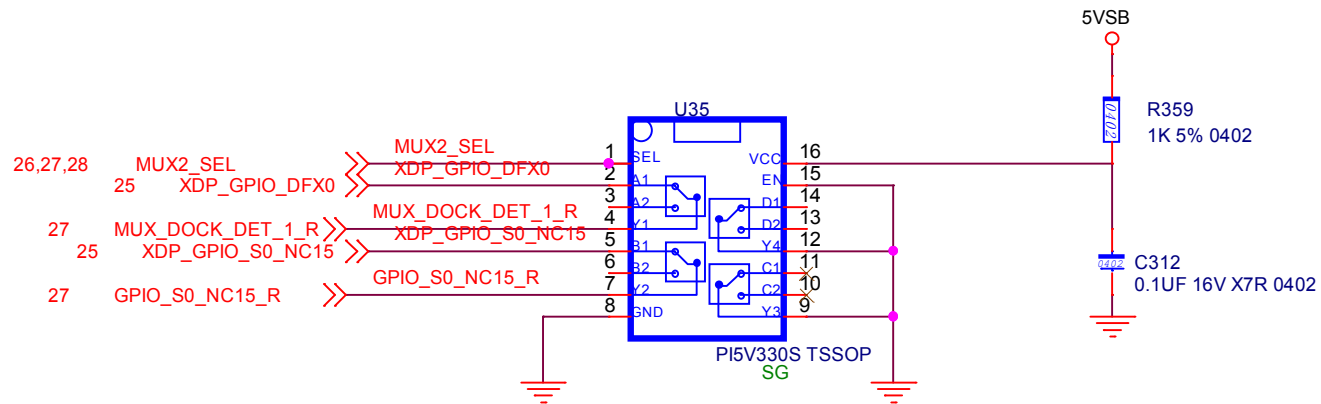 5VSB
R359
1K 5% 0402
0402
U35
26,27,28 MUX2_SEL MUX2_SEL 1 SEL VCC 16
25 XDP_GPIO_DFX0 XDP_GPIO_DFX0 2 A1 EN 15
3 A2 D1 14
27 MUX_DOCK_DET_1_R MUX_DOCK_DET_1_R 4 Y1 D2 13
25 XDP_GPIO_S0_NC15 XDP_GPIO_S0_NC15 5 B1 Y4 12
6 B2 C1 11
27 GPIO_S0_NC15_R GPIO_S0_NC15_R 7 Y2 C2 10
8 GND Y3 9
0402
C312
0.1UF 16V X7R 0402
PI5V330S TSSOP
SG